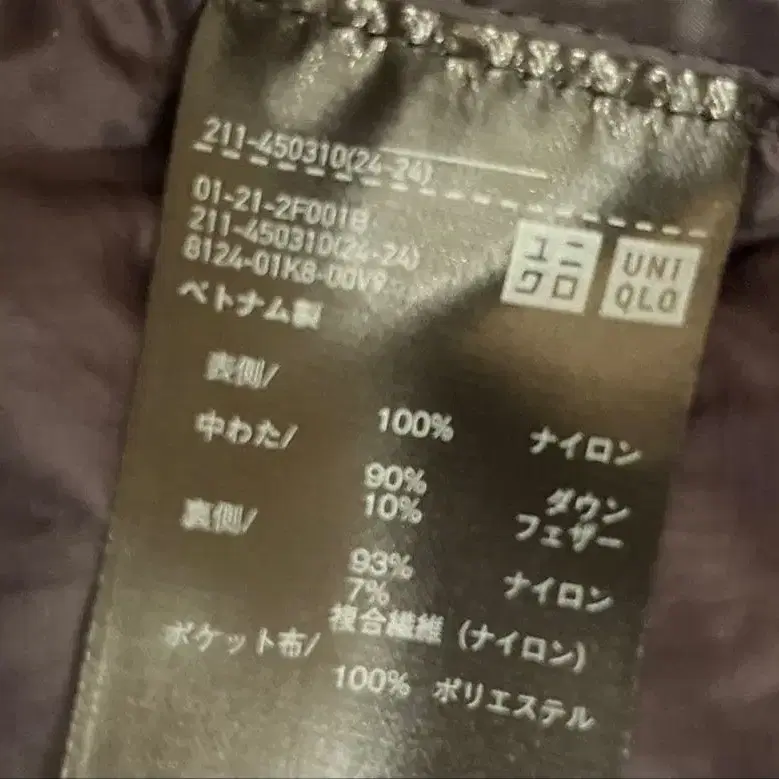 211-450310(24-24)
01-21-2F001B
211-450310(24-24)
8124-01K8-00V9
ユニ
クロ
UNI
QLO
ベトナム製
表側/
100% ナイロン
中わた/
90% ダウン
10% フェザー
裏側/
93% ナイロン
7%
複合繊維 (ナイロン)
ポケット布/
100% ポリエステル